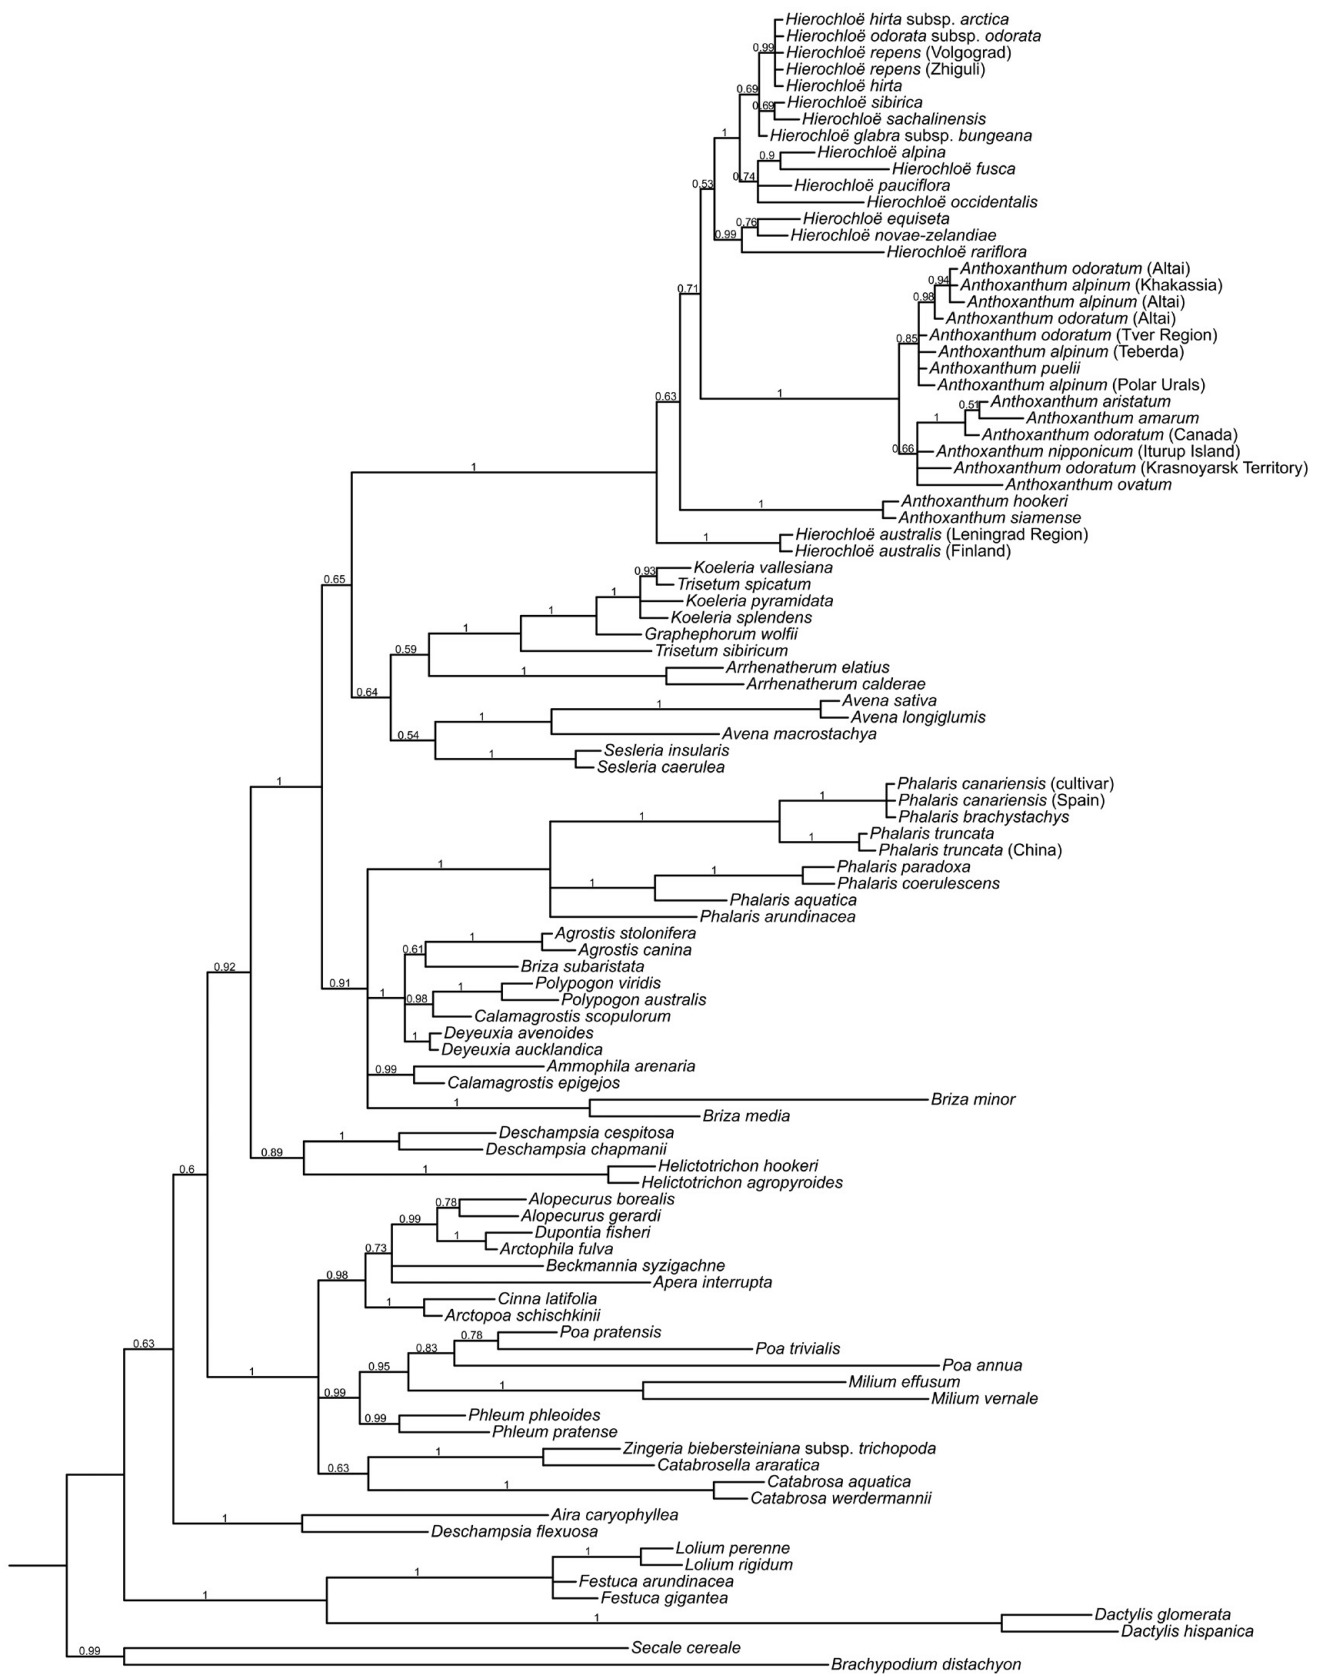 Hierochloë hirta subsp. arctica
Hierochloë odorata subsp. odorata
0.99
Hierochloë repens (Volgograd)
Hierochloë repens (Zhiguli)
Hierochloë hirta
0.69
Hierochloë sibirica
0.69
Hierochloë sachalinensis
1
Hierochloë glabra subsp. bungeana
Hierochloë alpina
0.9
Hierochloë fusca
0.74
Hierochloë pauciflora
0.53
Hierochloë occidentalis
Hierochloë equiseta
0.76
Hierochloë novae-zelandiae
0.99
Hierochloë rariflora
Anthoxanthum odoratum (Altai)
0.94
Anthoxanthum alpinum (Khakassia)
0.71
0.98
Anthoxanthum alpinum (Altai)
Anthoxanthum odoratum (Altai)
Anthoxanthum odoratum (Tver Region)
0.85
Anthoxanthum alpinum (Teberda)
Anthoxanthum puelii
Anthoxanthum alpinum (Polar Urals)
0.63
1
Anthoxanthum aristatum
0.51
Anthoxanthum amarum
1
Anthoxanthum odoratum (Canada)
0.66
Anthoxanthum nipponicum (Iturup Island)
1
Anthoxanthum odoratum (Krasnoyarsk Territory)
Anthoxanthum ovatum
1
Anthoxanthum hookeri
Anthoxanthum siamense
1
Hierochloë australis (Leningrad Region)
Hierochloë australis (Finland)
0.65
Koeleria vallesiana
0.93
Trisetum spicatum
1
Koeleria pyramidata
1
Koeleria splendens
1
Graphephorum wolfii
0.59
Trisetum sibiricum
1
Arrhenatherum elatius
Arrhenatherum calderae
0.64
1
Avena sativa
1
Avena longiglumis
0.54
Avena macrostachya
1
Sesleria insularis
Sesleria caerulea
1
Phalaris canariensis (cultivar)
1
Phalaris canariensis (Spain)
1
Phalaris brachystachys
1
Phalaris truncata
Phalaris truncata (China)
1
1
Phalaris paradoxa
1
Phalaris coerulescens
Phalaris aquatica
Phalaris arundinacea
1
Agrostis stolonifera
0.61
Agrostis canina
0.92
Briza subaristata
0.91
1
1
Polypogon viridis
0.98
Polypogon australis
Calamagrostis scopulorum
1
Deyeuxia avenoides
Deyeuxia aucklandica
0.99
Ammophila arenaria
Calamagrostis epigejos
1
Briza minor
Briza media
1
Deschampsia cespitosa
0.89
Deschampsia chapmanii
0.6
1
Helictotrichon hookeri
Helictotrichon agropyroides
0.78
Alopecurus borealis
0.99
Alopecurus gerardi
1
Dupontia fisheri
0.73
Arctophila fulva
0.98
Beckmannia syzigachne
Apera interrupta
1
Cinna latifolia
Arctopoa schischkinii
0.63
0.78
Poa pratensis
0.83
Poa trivialis
1
0.95
Poa annua
0.99
1
Milium effusum
Milium vernale
0.99
Phleum phleoides
Phleum pratense
1
Zingeria biebersteiniana subsp. trichopoda
0.63
Catabrosella araratica
1
Catabrosa aquatica
Catabrosa werdermannii
1
Aira caryophyllea
Deschampsia flexuosa
1
Lolium perenne
1
Lolium rigidum
Festuca arundinacea
1
Festuca gigantea
1
Dactylis glomerata
Dactylis hispanica
0.99
Secale cereale
Brachypodium distachyon